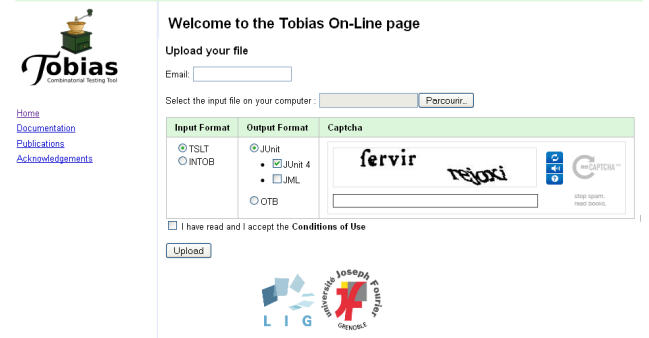 Welcome to the Tobias On-Line page
Tobias
Combinatorial Testing Tool
Home
Documentation
Publications
Acknowledgements
Upload your file
Email:
Select the input file on your computer :
Parcourir...
Input Format
Output Format
Captcha
TSLT
INTOB
JUnit
JUnit 4
JML
OTB
fervir
rejoxi
reCAPTCHA™
stop spam.
read books.
I have read and I accept the Conditions of Use
Upload
LIG
université Joseph Fourier
GRENOBLE